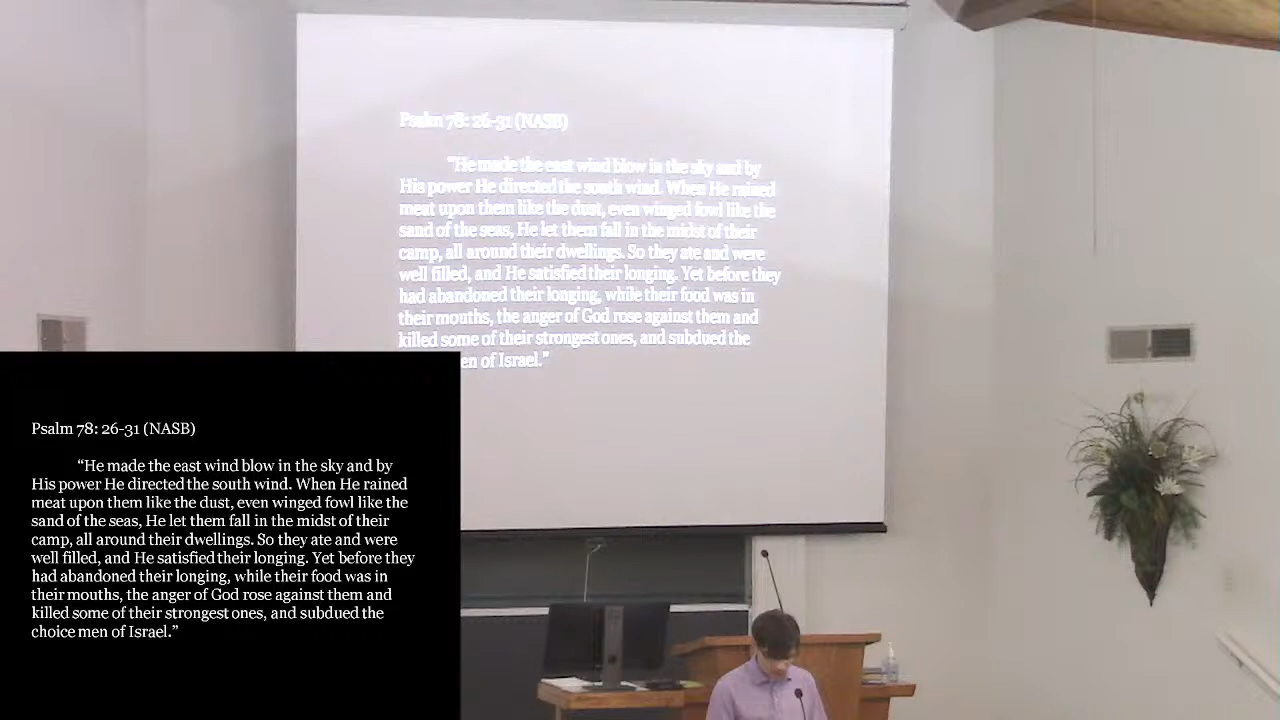 Psalm 78: 26-31 (NASB)
"He made the east wind blow in the sky and by
His power He directed the south wind. When He rained
meat upon them like the dust, even winged fowl like the
sand of the seas, He let them fall in the midst of their
camp, all around their dwellings. So they ate and were
well filled, and He satisfied their longing. Yet before they
had abandoned their longing, while their food was in
their mouths, the anger of God rose against them and
killed some of their strongest ones, and subdued the
en of Israel."
Psalm 78: 26-31 (NASB)
"He made the east wind blow in the sky and by
His power He directed the south wind. When He rained
meat upon them like the dust, even winged fowl like the
sand of the seas, He let them fall in the midst of their
camp, all around their dwellings. So they ate and were
well filled, and He satisfied their longing. Yet before they
had abandoned their longing, while their food was in
their mouths, the anger of God rose against them and
killed some of their strongest ones, and subdued the
choice men of Israel."